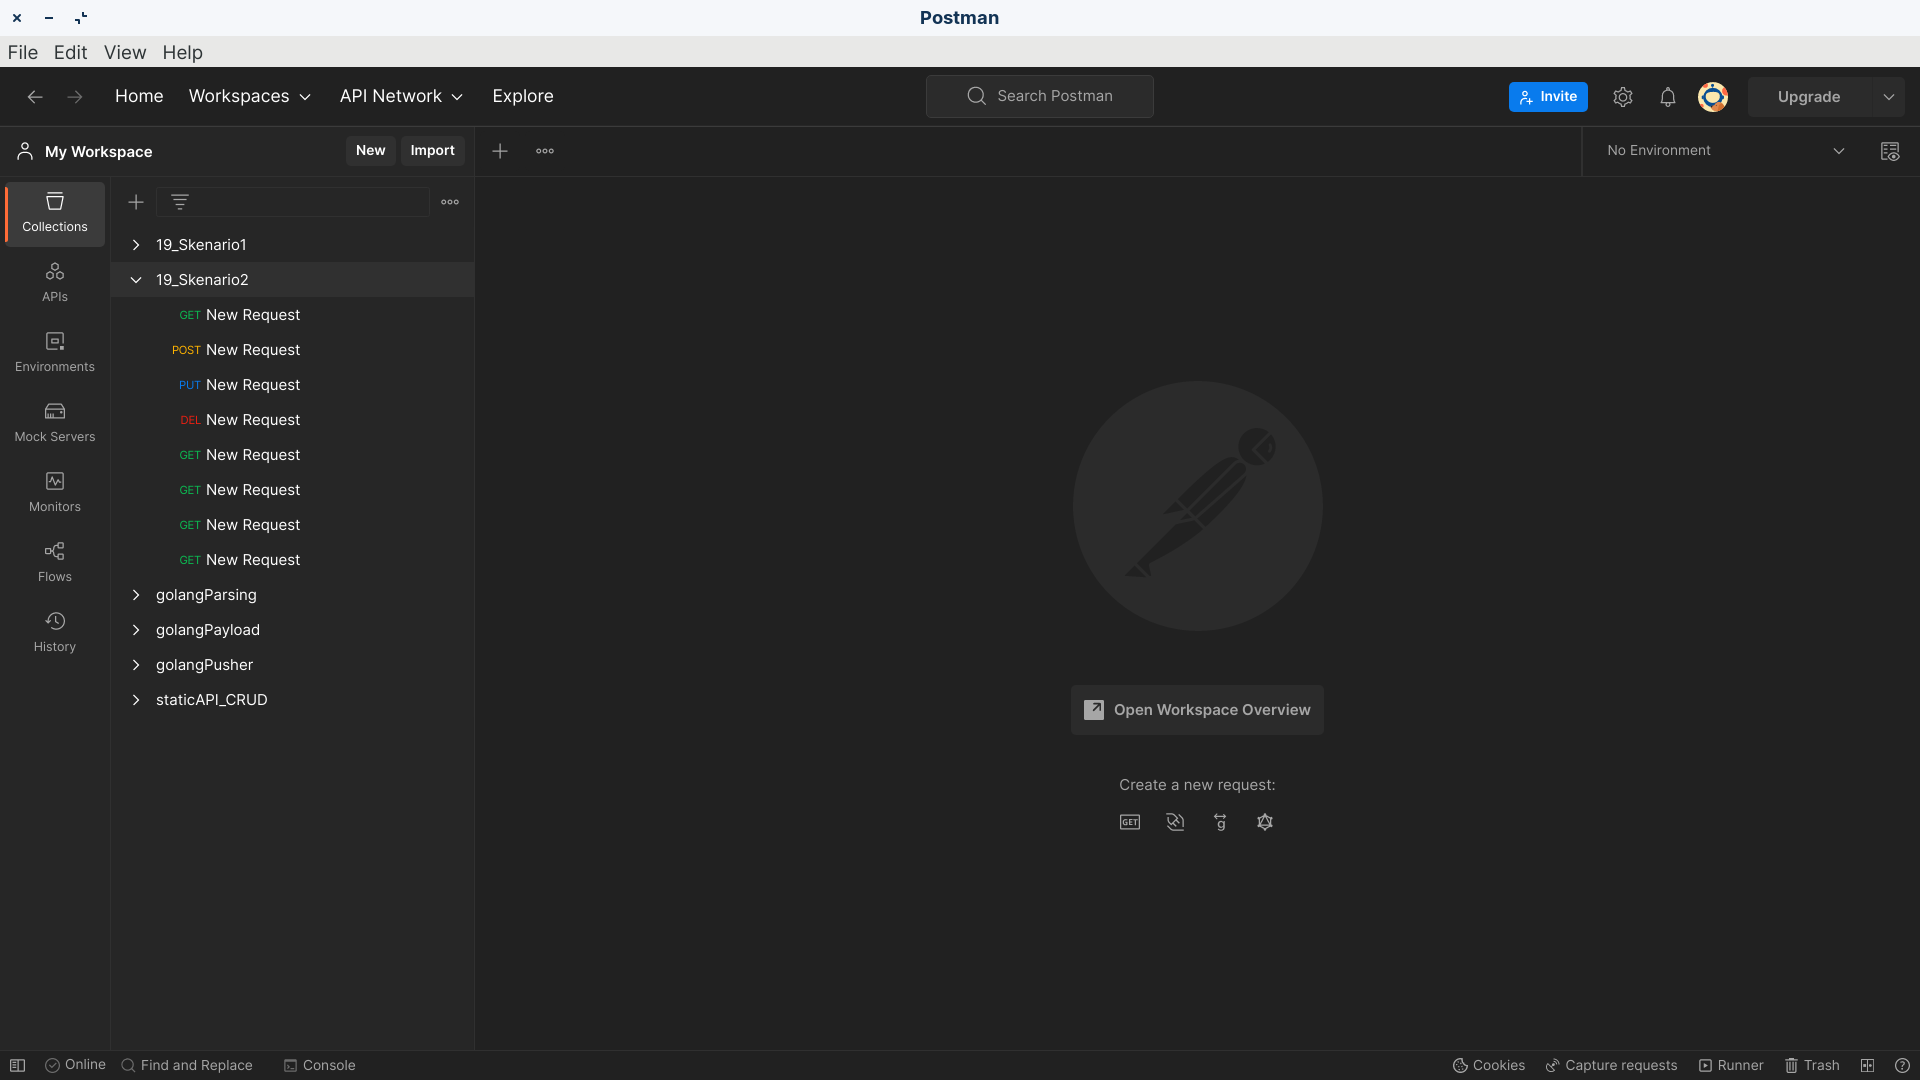 Postman
File Edit View Help
Home Workspaces API Network Explore Search Postman Invite Upgrade
My Workspace New Import No Environment
Collections
APIs
Environments
Mock Servers
Monitors
Flows
History
19_Skenario1
19_Skenario2
GET New Request
POST New Request
PUT New Request
DEL New Request
GET New Request
GET New Request
GET New Request
GET New Request
golangParsing
golangPayload
golangPusher
staticAPI_CRUD
Open Workspace Overview
Create a new request:
GET g
Online Find and Replace Console Cookies Capture requests Runner Trash